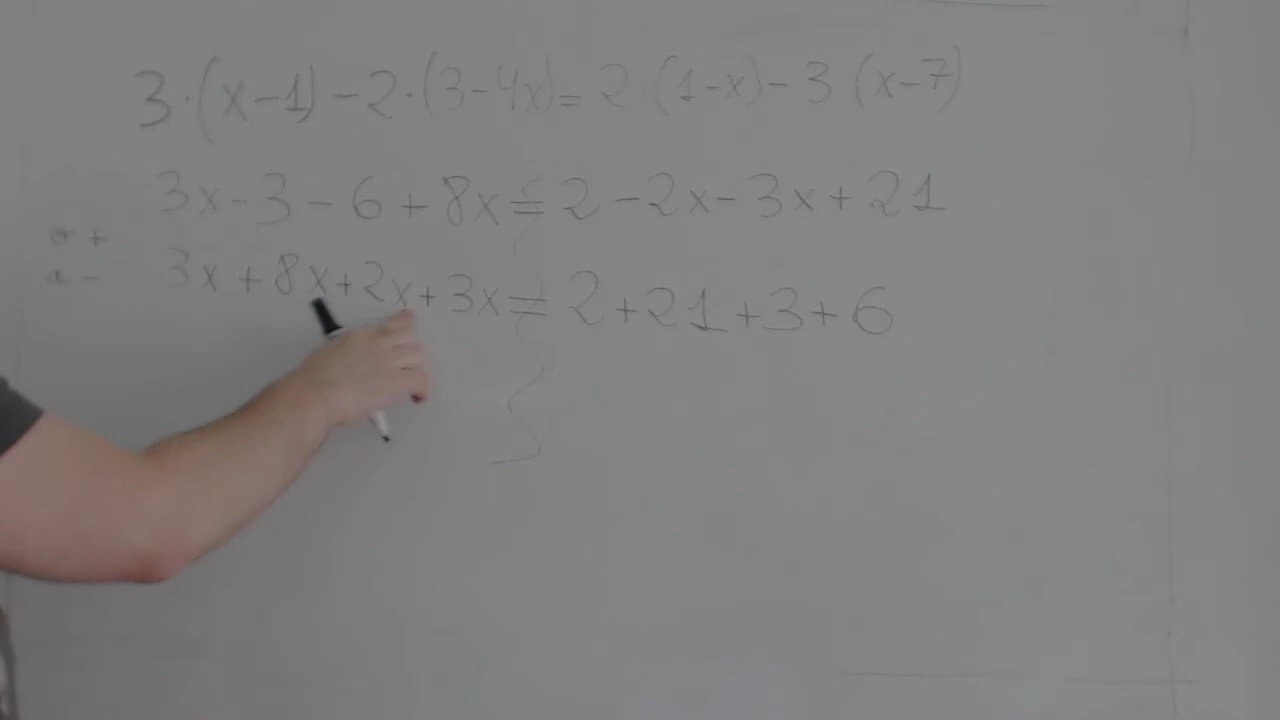 3·(x-1)-2·(3-4x)=2·(1-x)-3(x-7)
3x-3-6+8x=2-2x-3x+21
3x+8x+2x+3x=2+21+3+6